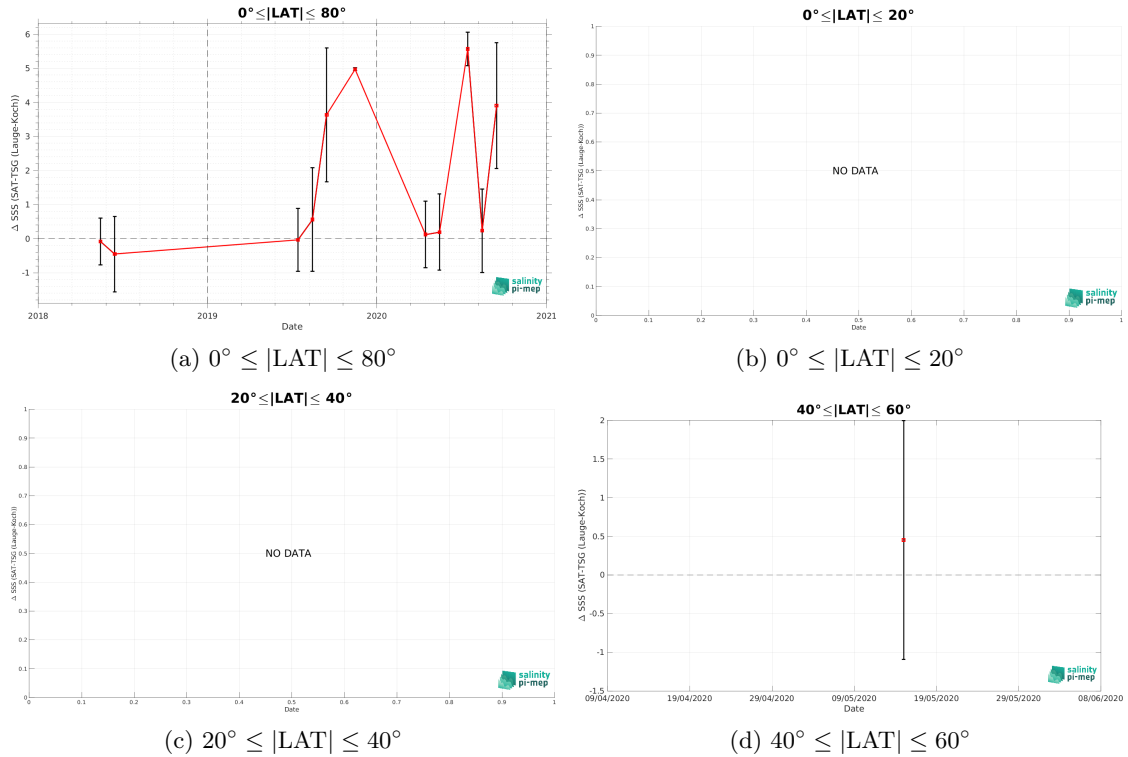 0°≤|LAT|≤ 80°
Δ SSS (SAT-TSG (Lauge-Koch))
6
5
4
3
2
1
0
-1
2018 2019 2020 2021
Date
salinity
pi-mep
(a) 0° ≤ |LAT| ≤ 80°
0°≤|LAT|≤ 20°
Δ SSS (SAT-TSG (Lauge-Koch))
1
0.9
0.8
0.7
0.6
0.5
0.4
0.3
0.2
0.1
0
NO DATA
0 0.1 0.2 0.3 0.4 0.5 0.6 0.7 0.8 0.9 1
Date
salinity
pi-mep
(b) 0° ≤ |LAT| ≤ 20°
20°≤|LAT|≤ 40°
Δ SSS (SAT-TSG (Lauge-Koch))
1
0.9
0.8
0.7
0.6
0.5
0.4
0.3
0.2
0.1
0
NO DATA
0 0.1 0.2 0.3 0.4 0.5 0.6 0.7 0.8 0.9 1
Date
salinity
pi-mep
(c) 20° ≤ |LAT| ≤ 40°
40°≤|LAT|≤ 60°
Δ SSS (SAT-TSG (Lauge-Koch))
2
1.5
1
0.5
0
-0.5
-1
-1.5
09/04/2020 19/04/2020 29/04/2020 09/05/2020 19/05/2020 29/05/2020 08/06/2020
Date
salinity
pi-mep
(d) 40° ≤ |LAT| ≤ 60°